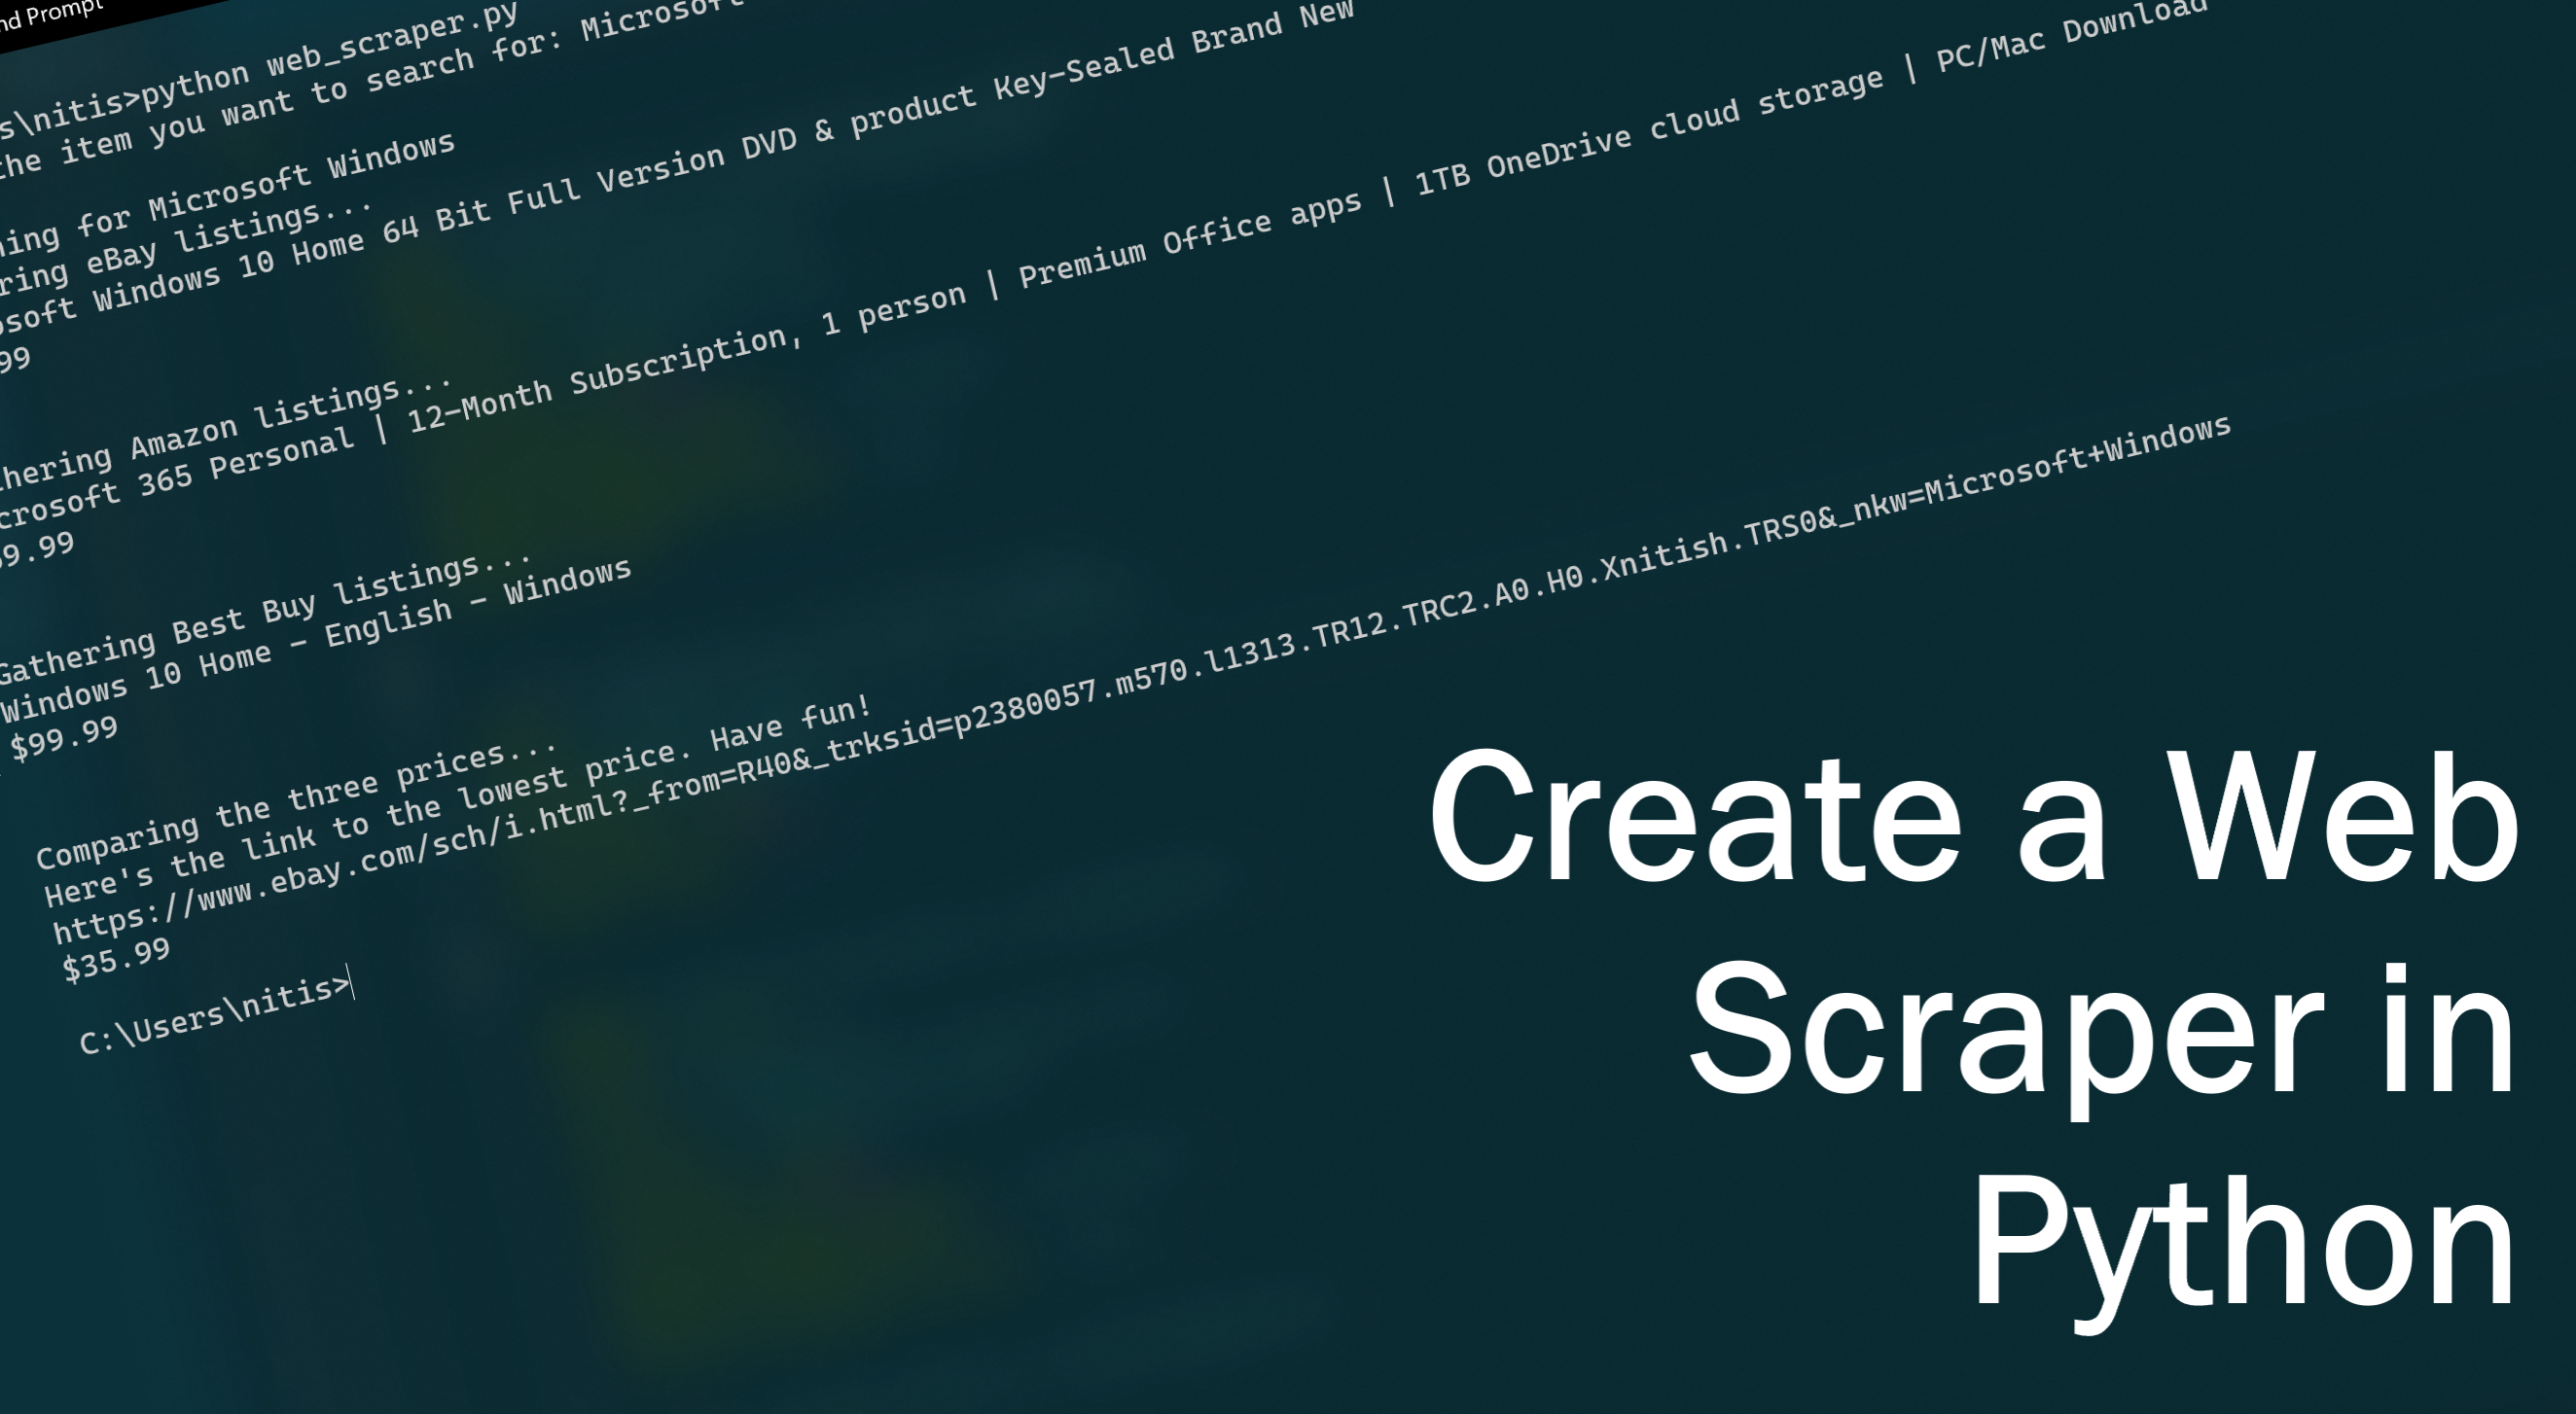 nd Prompt
s\nitis>python web_scraper.py
the item you want to search for: Microsoft
hing for Microsoft Windows
ring eBay listings...
osoft Windows 10 Home 64 Bit Full Version DVD & product Key-Sealed Brand New
99
hering Amazon listings...
crosoft 365 Personal | 12-Month Subscription, 1 person | Premium Office apps | 1TB OneDrive cloud storage | PC/Mac Download
9.99
Gathering Best Buy listings...
Windows 10 Home - English - Windows
$99.99
Comparing the three prices...
Here's the link to the lowest price. Have fun!
https://www.ebay.com/sch/i.html?_from=R40&_trksid=p2380057.m570.l1313.TR12.TRC2.A0.H0.Xnitish.TRS0&_nkw=Microsoft+Windows
$35.99
C:\Users\nitis>
Create a Web
Scraper in
Python